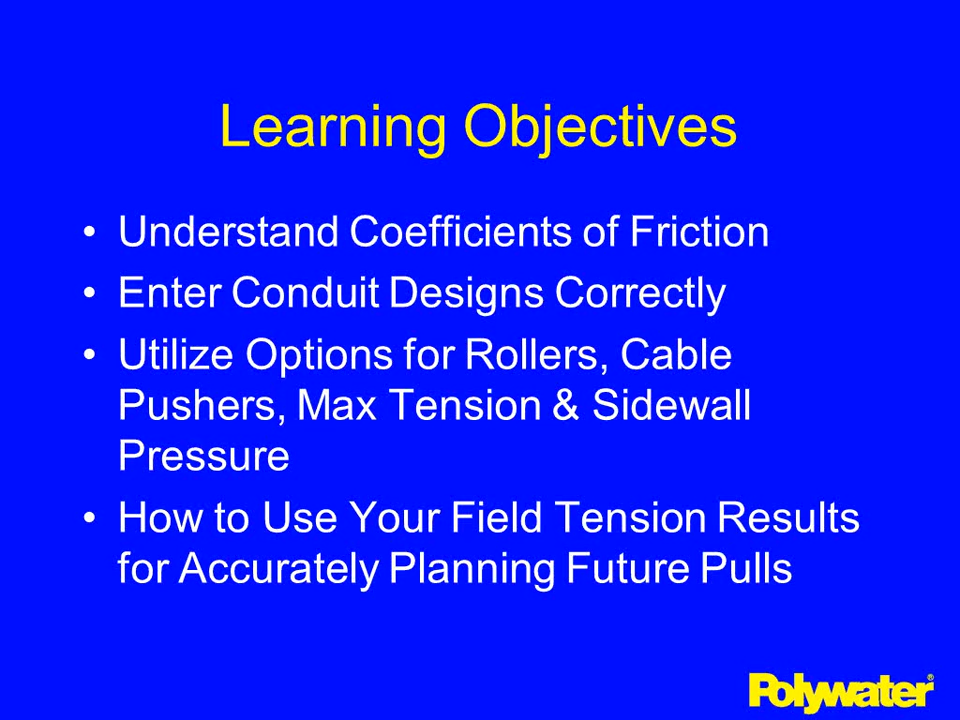 Learning Objectives
• Understand Coefficients of Friction
• Enter Conduit Designs Correctly
• Utilize Options for Rollers, Cable
Pushers, Max Tension & Sidewall
Pressure
• How to Use Your Field Tension Results
for Accurately Planning Future Pulls
Polywater®